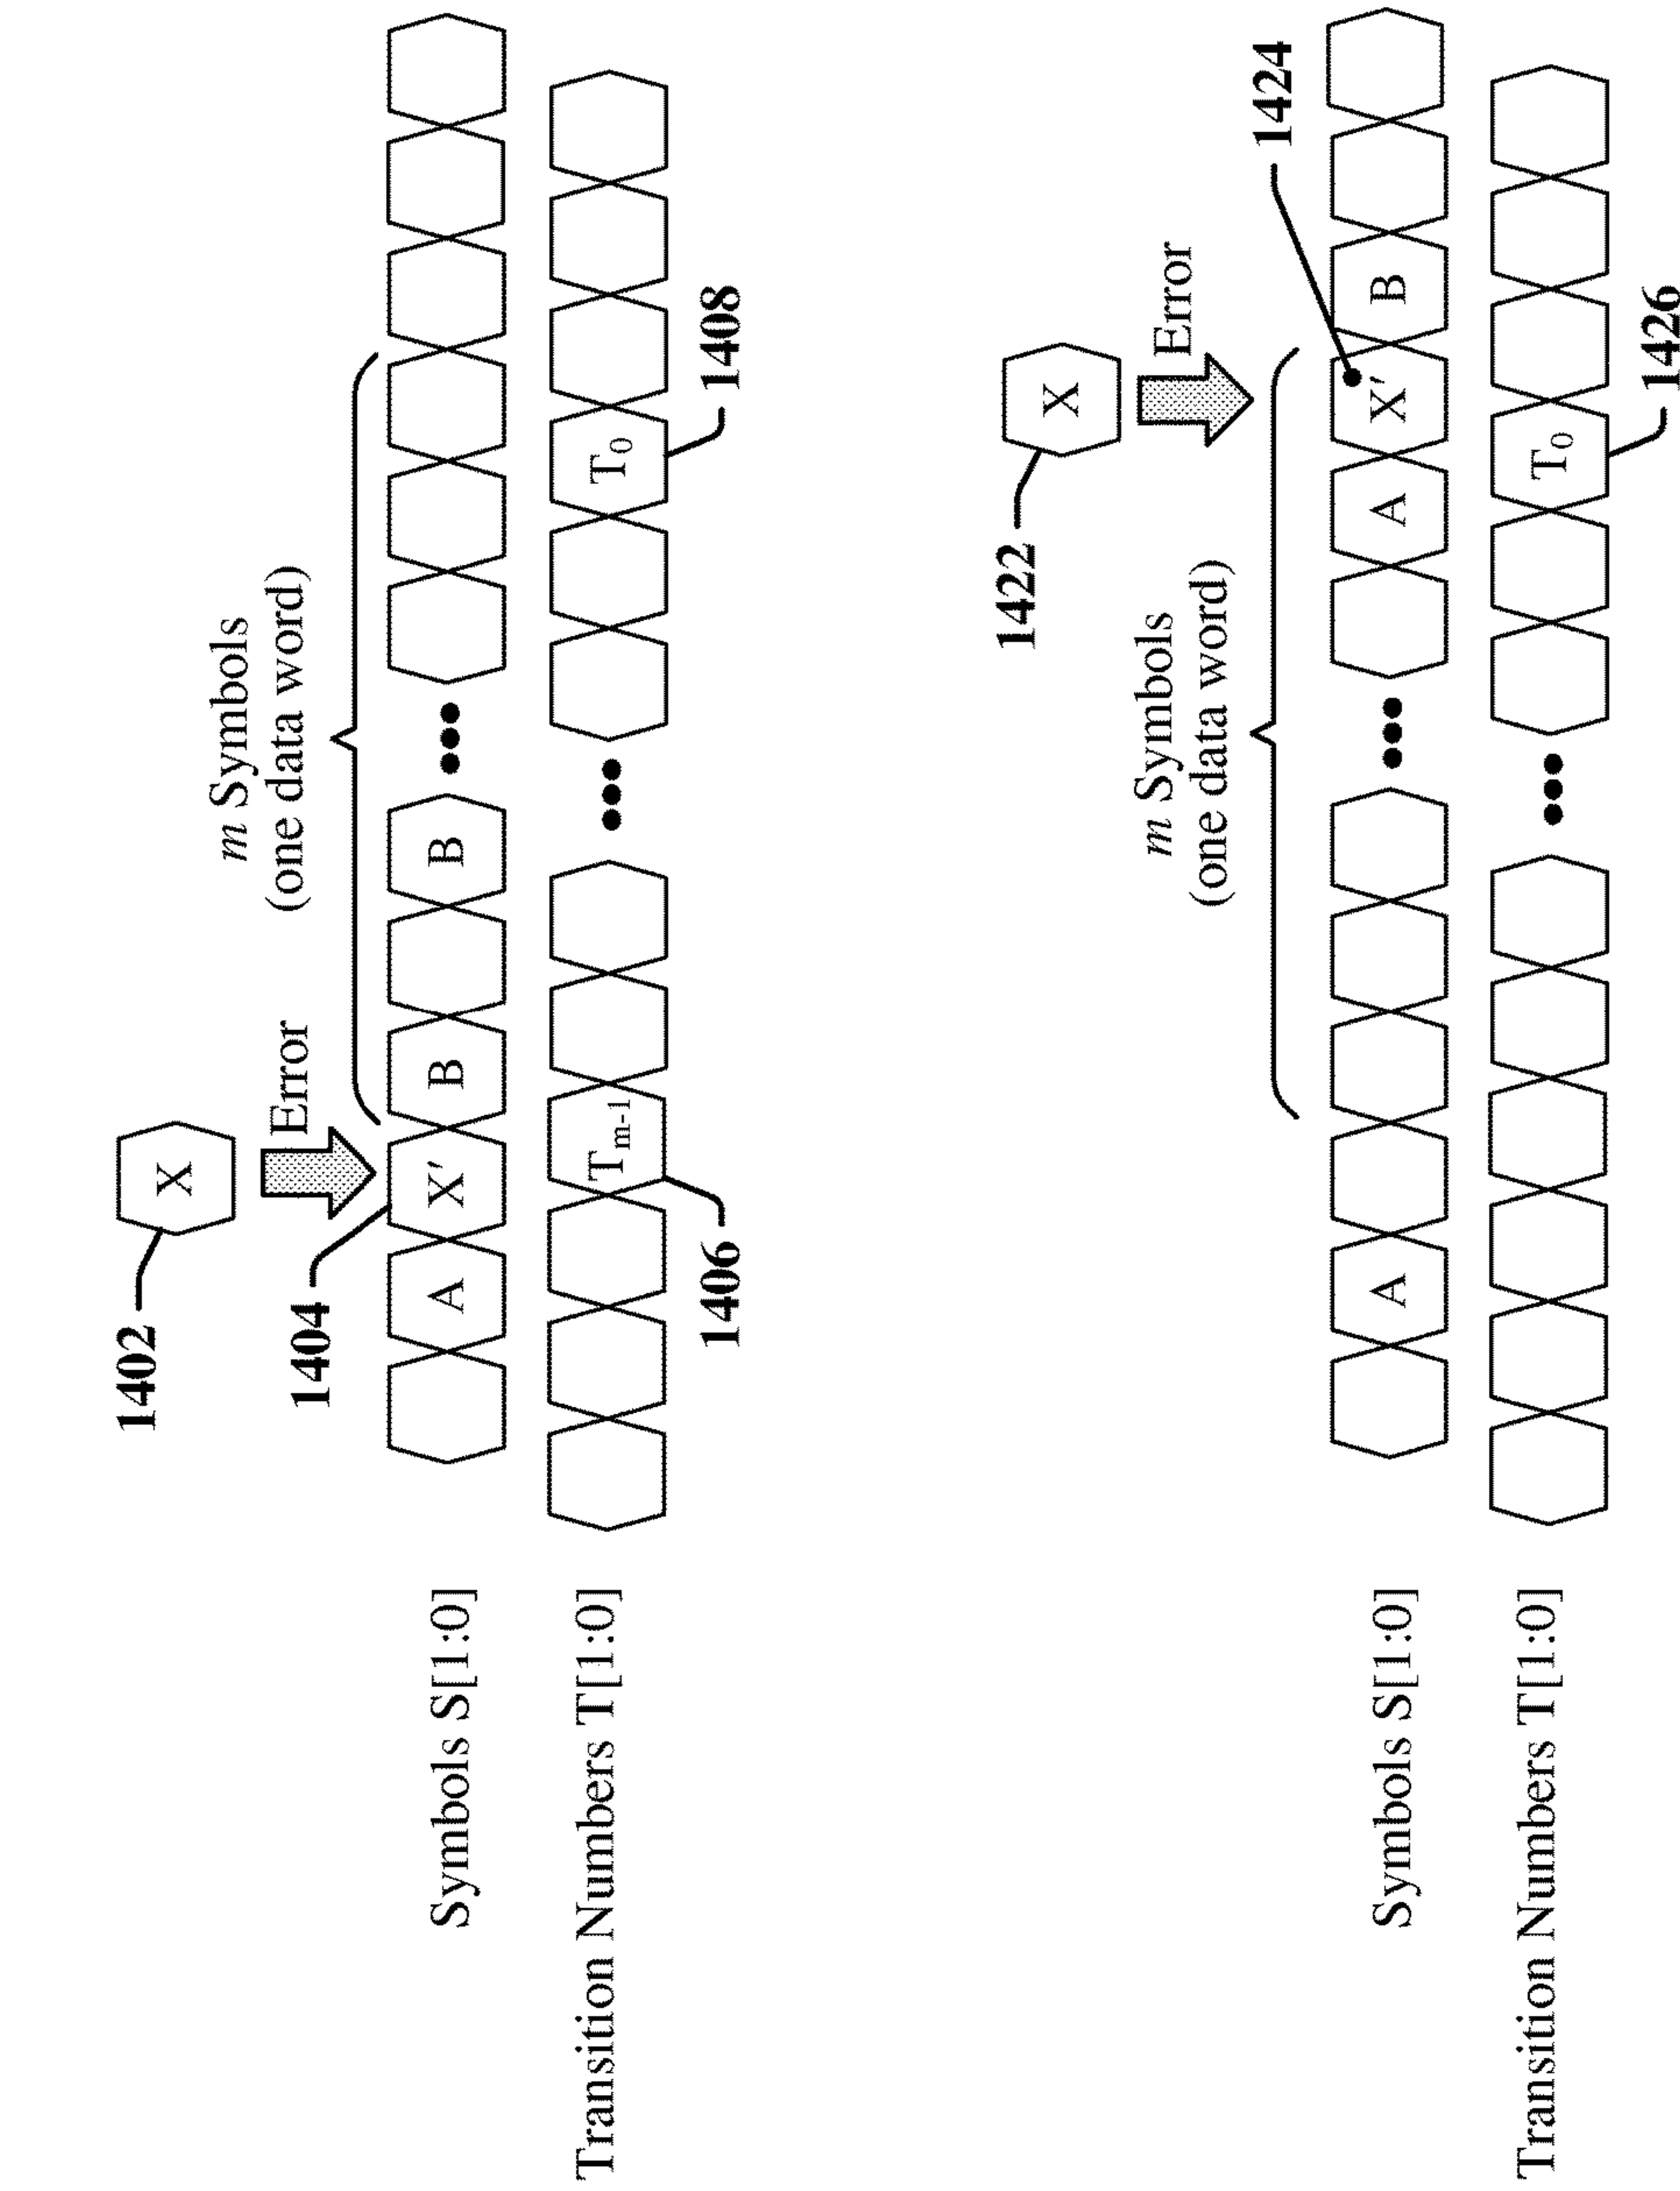 1402
X
Error
m Symbols
(one data word)
1404
Symbols S[1:0]
A
X'
B
B
Transition Numbers T[1:0]
Tm-1
T0
1406
1408
1422
X
Error
m Symbols
(one data word)
1424
Symbols S[1:0]
A
A
X'
B
Transition Numbers T[1:0]
T0
1426